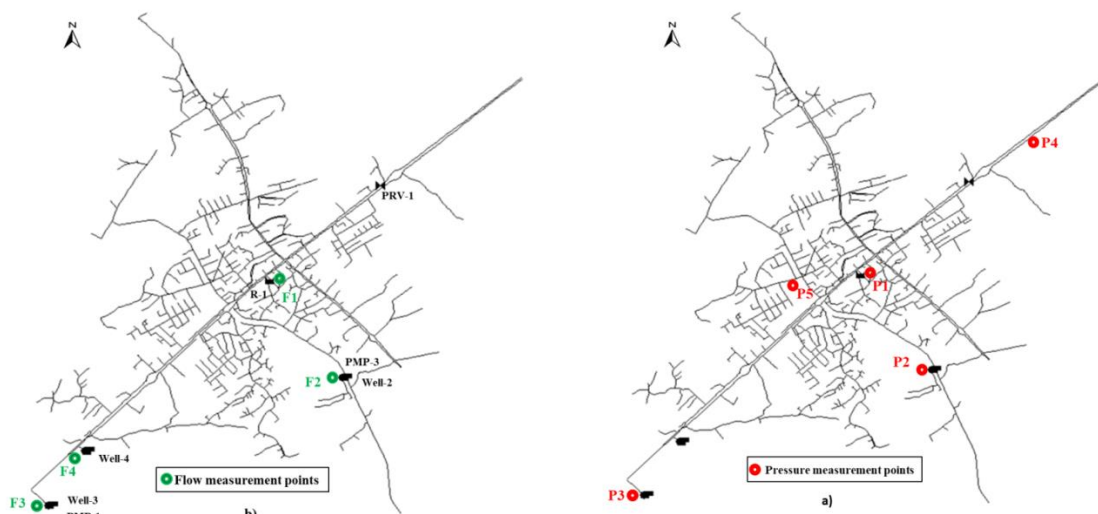 N
PRV-1
R-1
F1
PMP-3
F2
Well-2
Well-4
F4
Flow measurement points
F3
Well-3
N
P4
P1
P5
P2
Pressure measurement points
P3
a)